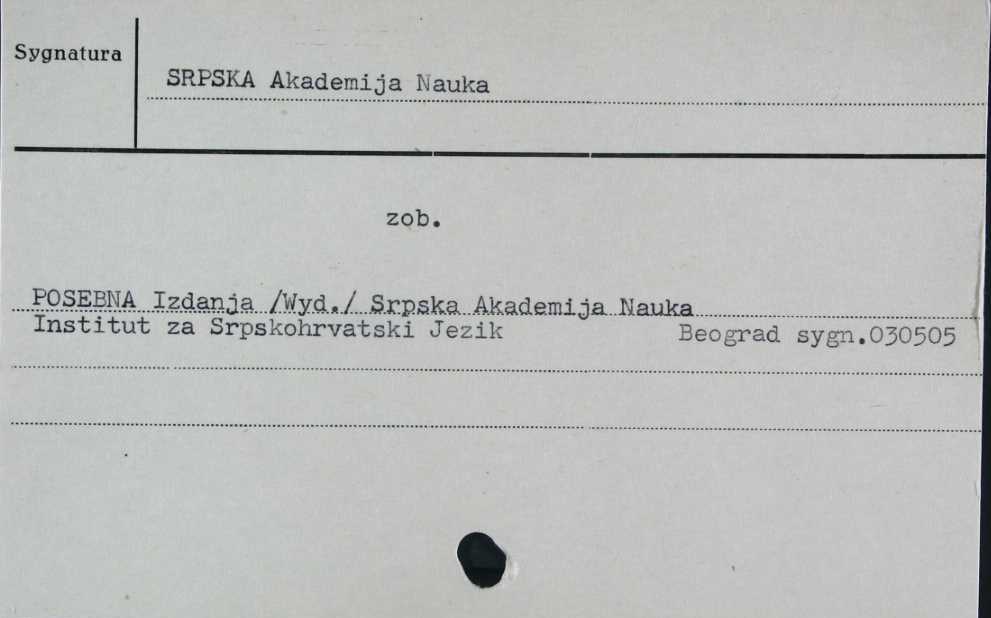 Sygnatura
SRPSKA Akademija Nauka
zob.
POSEBNA Izdanja /Wyd./ Srpska Akademija Nauka
Institut za Srpskohrvatski Jezik Beograd sygn.030505